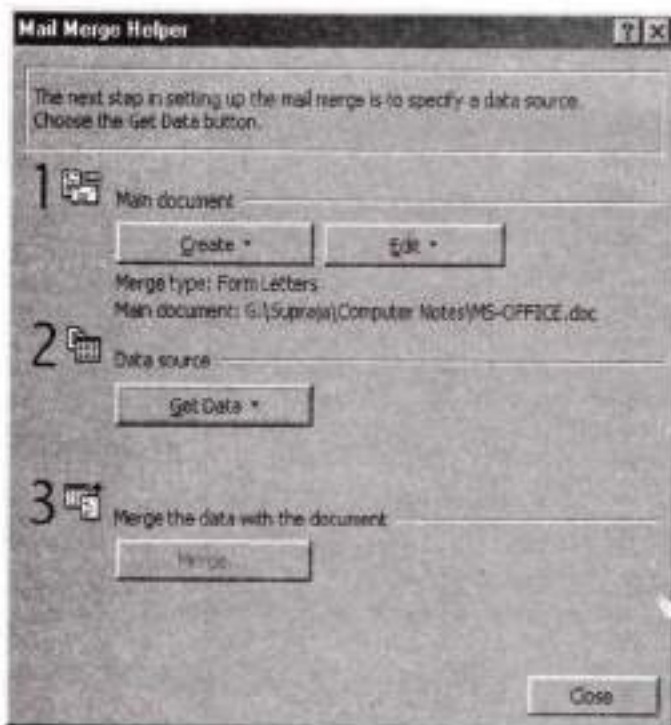 Mail Merge Helper
The next step in setting up the mail merge is to specify a data source.
Choose the Get Data button.
1 Main document
Create Edit
Merge type: Form Letters
Main document: G:\Supraja\Computer Notes\MS-OFFICE.doc
2 Data source
Get Data
3 Merge the data with the document
Merge...
Close